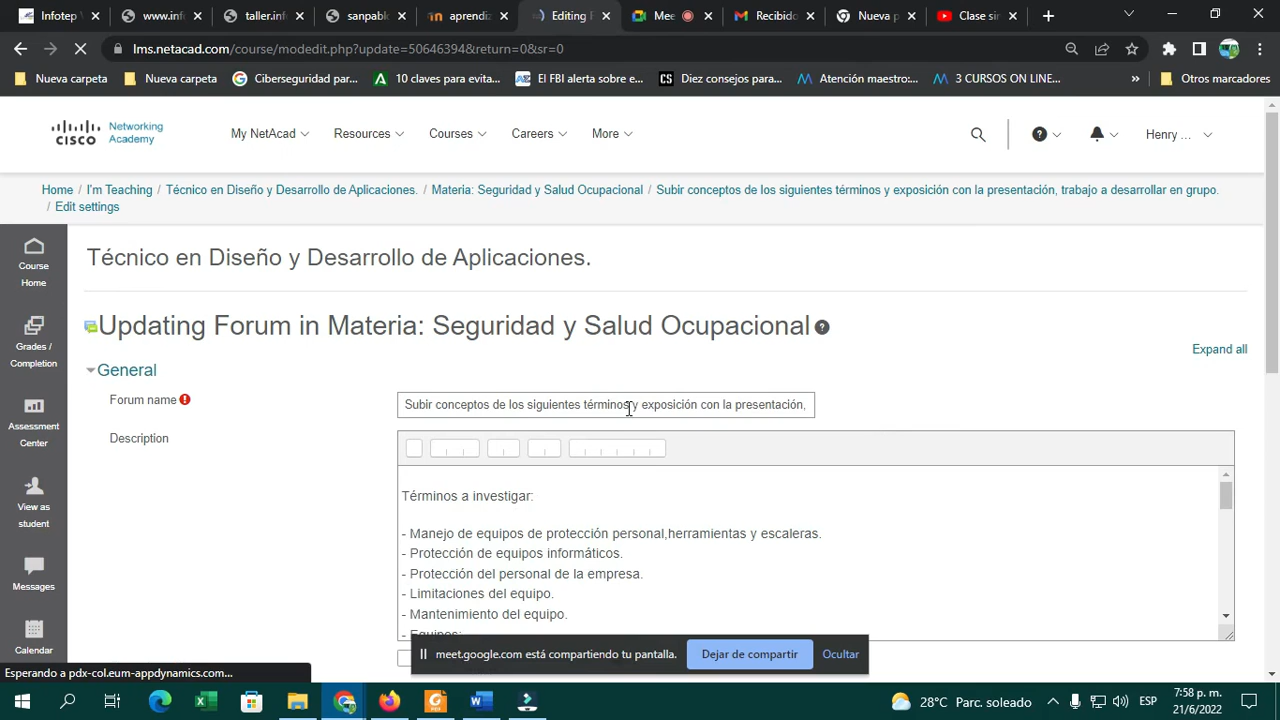 Infotep
www.inf
taller.inf
sanpabl
aprendiz
Editing F
Mee
Recibido
Nueva p
Clase sin
lms.netacad.com/course/modedit.php?update=50646394&return=0&sr=0
Nueva carpeta
Nueva carpeta
Ciberseguridad par...
10 claves para evita...
El FBI alerta sobre e...
Diez consejos para...
Atención maestro:...
3 CURSOS ON LINE...
»
Otros marcadores
cisco
Networking
Academy
My NetAcad
Resources
Courses
Careers
More
Henry ...
Home / I'm Teaching / Técnico en Diseño y Desarrollo de Aplicaciones. / Materia: Seguridad y Salud Ocupacional / Subir conceptos de los siguientes términos y exposición con la presentación, trabajo a desarrollar en grupo.
/ Edit settings
Course
Home
Grades /
Completion
Assessment
Center
View as
student
Messages
Calendar
Técnico en Diseño y Desarrollo de Aplicaciones.
Updating Forum in Materia: Seguridad y Salud Ocupacional
Expand all
General
Forum name
Subir conceptos de los siguientes términos y exposición con la presentación,
Description
Términos a investigar:
- Manejo de equipos de protección personal,herramientas y escaleras.
- Protección de equipos informáticos.
- Protección del personal de la empresa.
- Limitaciones del equipo.
- Mantenimiento del equipo.
- Equipos:
meet.google.com está compartiendo tu pantalla.
Dejar de compartir
Ocultar
Esperando a pdx-col.eum-appdynamics.com...
28°C Parc. soleado
ESP
7:58 p. m.
21/6/2022